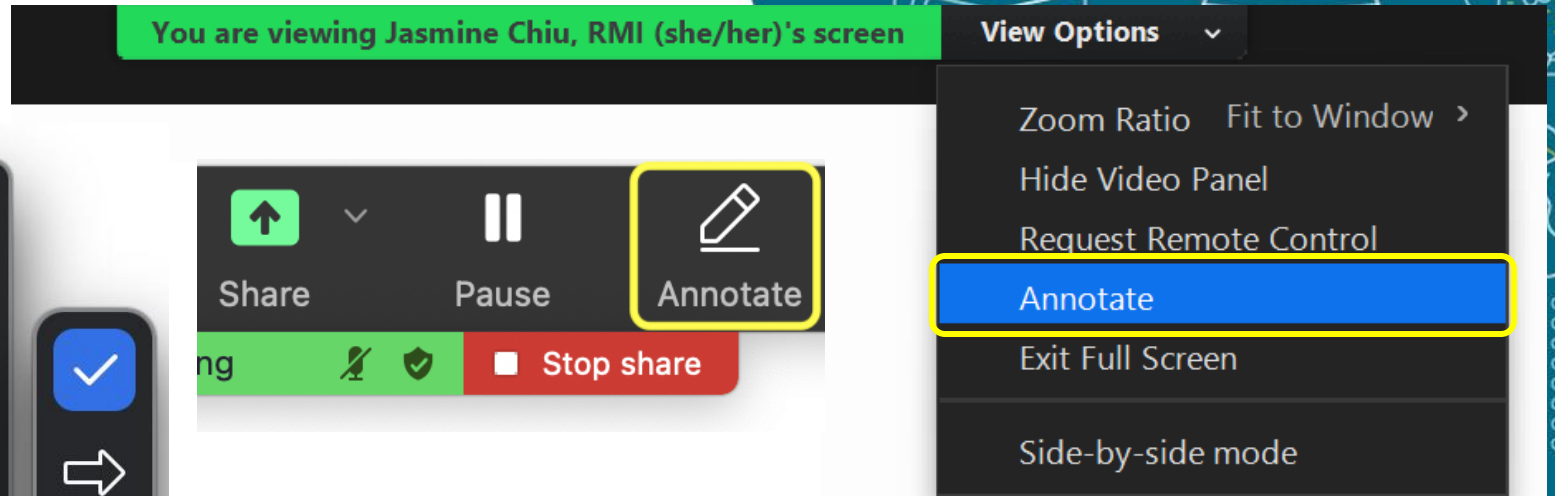 You are viewing Jasmine Chiu, RMI (she/her)'s screen
View Options
Zoom Ratio Fit to Window
Hide Video Panel
Request Remote Control
Annotate
Exit Full Screen
Side-by-side mode
Share
Pause
Annotate
ng
Stop share